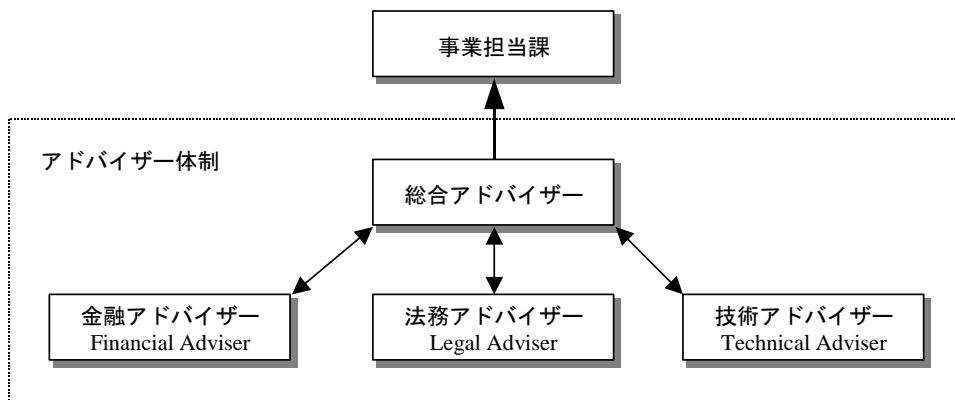 事業担当課
アドバイザー体制
総合アドバイザー
金融アドバイザー
Financial Adviser
法務アドバイザー
Legal Adviser
技術アドバイザー
Technical Adviser